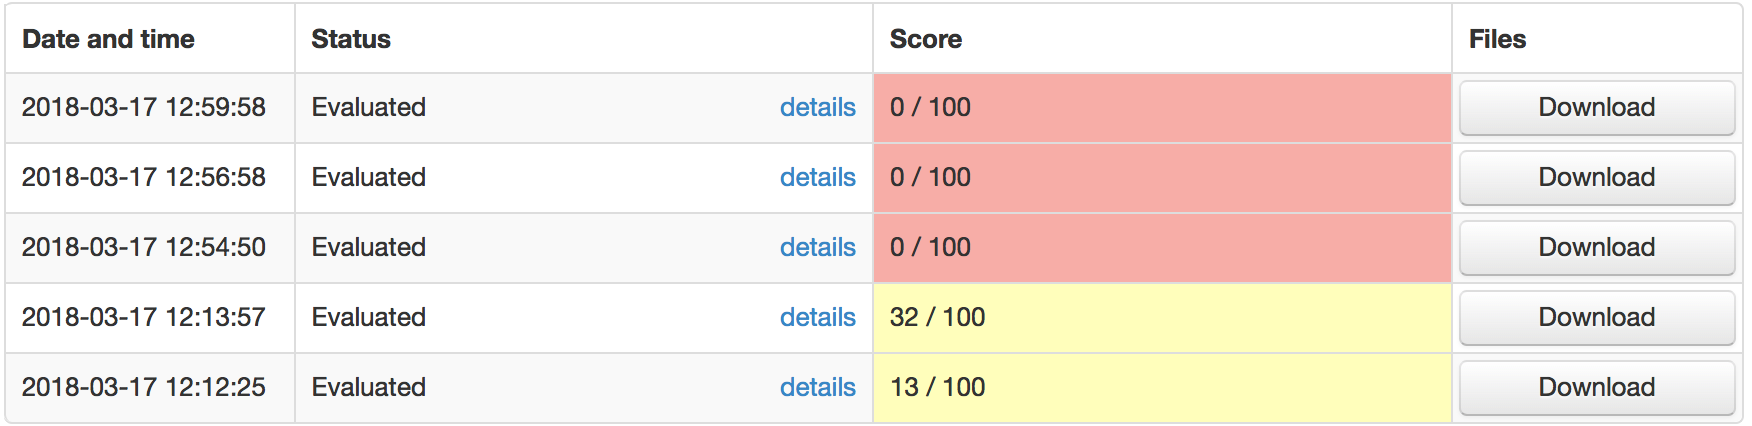 Date and time Status Score Files
2018-03-17 12:59:58 Evaluated details 0 / 100 Download
2018-03-17 12:56:58 Evaluated details 0 / 100 Download
2018-03-17 12:54:50 Evaluated details 0 / 100 Download
2018-03-17 12:13:57 Evaluated details 32 / 100 Download
2018-03-17 12:12:25 Evaluated details 13 / 100 Download